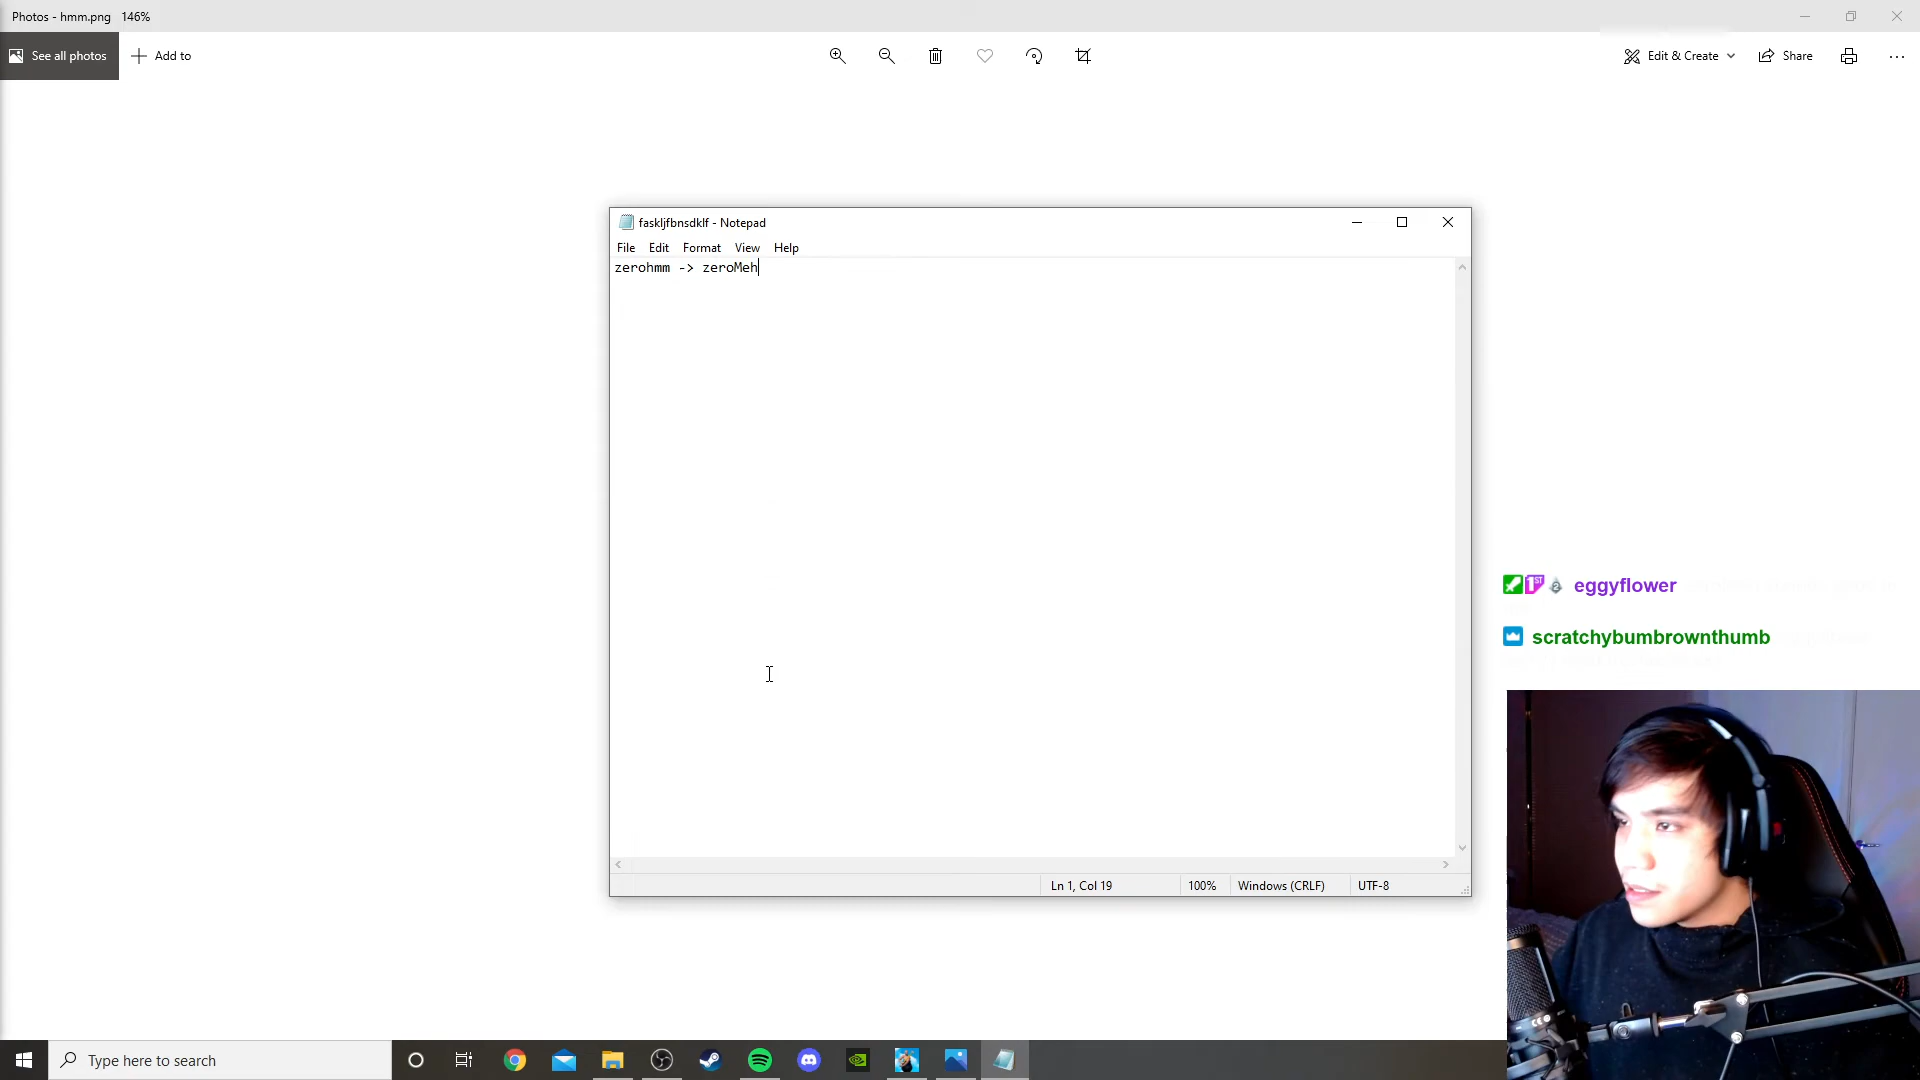 Photos - hmm.png 146%
See all photos
Add to
Edit & Create
Share
faskljfbnsdklf - Notepad
File Edit Format View Help
zerohmm -> zeroMeh
eggyflower
scratchybumbrownthumb
Ln 1, Col 19
100%
Windows (CRLF)
UTF-8
Type here to search